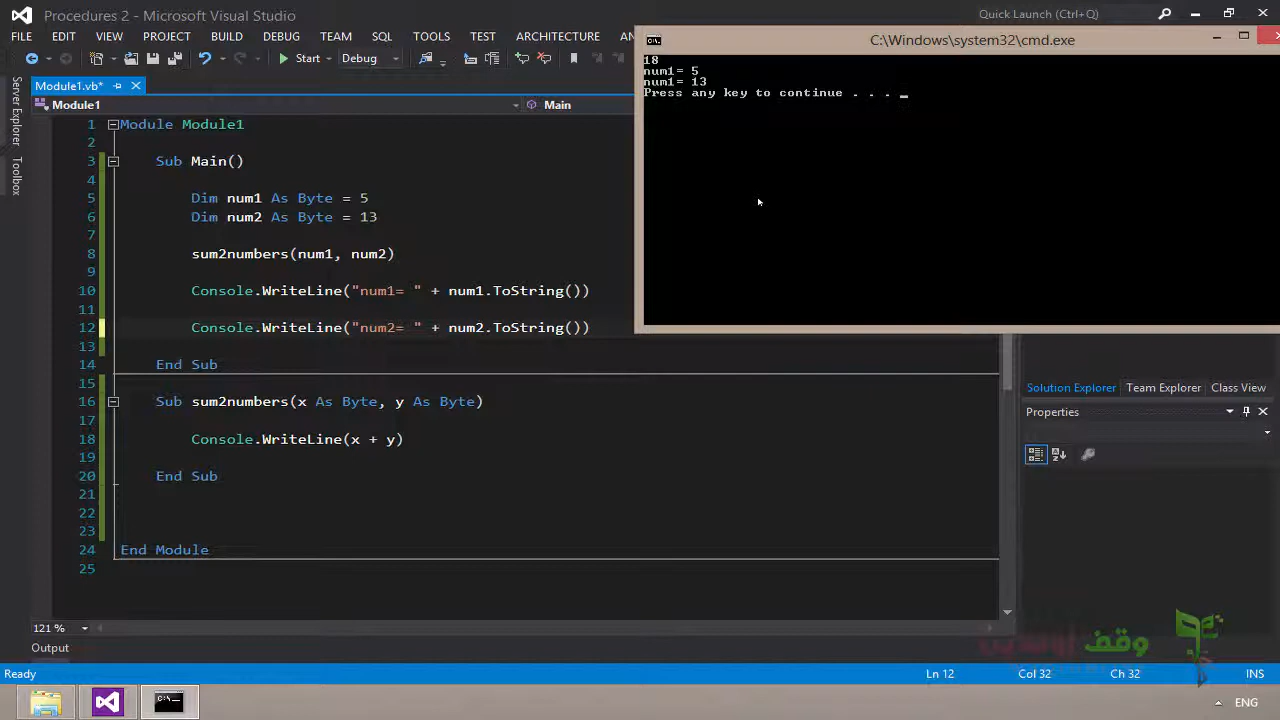 Procedures 2 - Microsoft Visual Studio
Quick Launch (Ctrl+Q)
FILE EDIT VIEW PROJECT BUILD DEBUG TEAM SQL TOOLS TEST ARCHITECTURE AN
C:\Windows\system32\cmd.exe
Start Debug
18
num1= 5
num1= 13
Press any key to continue . . . _
Server Explorer
Toolbox
Module1.vb*
Module1 Main
1 Module Module1
2
3 Sub Main()
4
5 Dim num1 As Byte = 5
6 Dim num2 As Byte = 13
7
8 sum2numbers(num1, num2)
9
10 Console.WriteLine("num1= " + num1.ToString())
11
12 Console.WriteLine("num2= " + num2.ToString())
13
14 End Sub
15
16 Sub sum2numbers(x As Byte, y As Byte)
17
18 Console.WriteLine(x + y)
19
20 End Sub
21
22
23
24 End Module
25
Solution Explorer Team Explorer Class View
Properties
121 %
وقف أونلاين
Output
Ready Ln 12 Col 32 Ch 32 INS
ENG